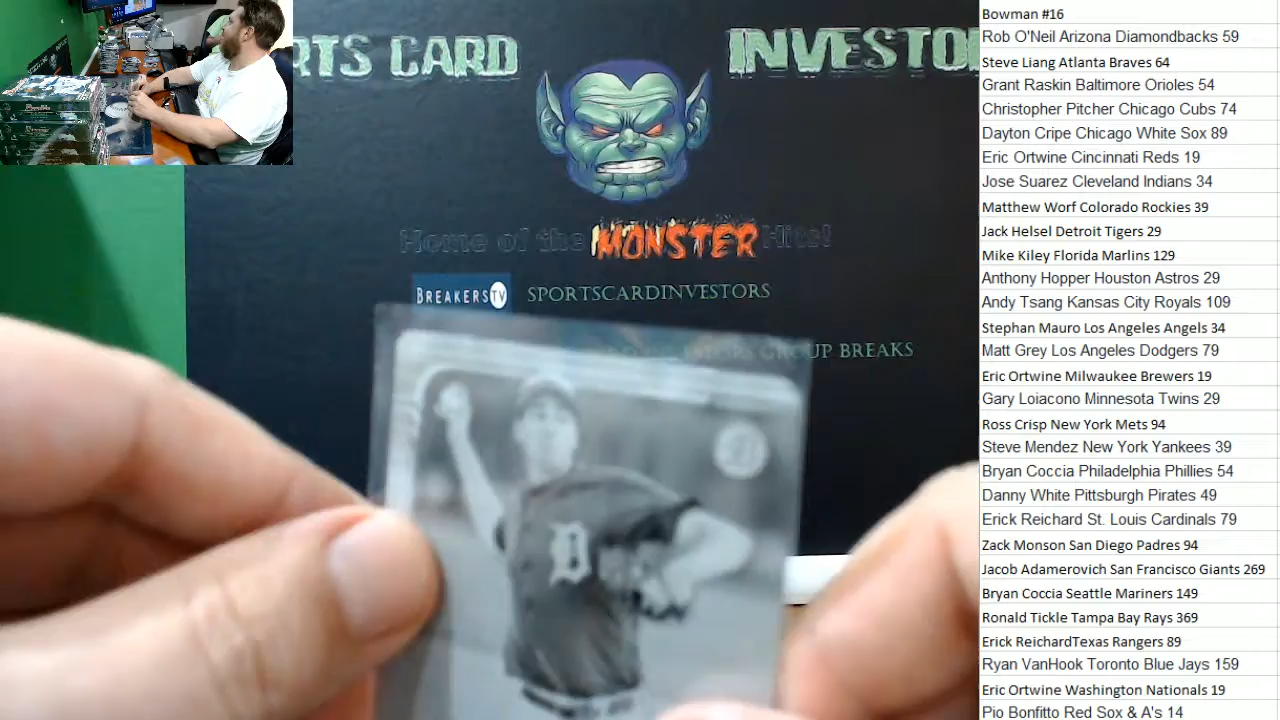 RTS CARD INVESTO
Home of the MONSTER Hits!
BREAKERSTV SPORTSCARDINVESTORS
GROUP BREAKS
D
Bowman #16
Rob O'Neil Arizona Diamondbacks 59
Steve Liang Atlanta Braves 64
Grant Raskin Baltimore Orioles 54
Christopher Pitcher Chicago Cubs 74
Dayton Cripe Chicago White Sox 89
Eric Ortwine Cincinnati Reds 19
Jose Suarez Cleveland Indians 34
Matthew Worf Colorado Rockies 39
Jack Helsel Detroit Tigers 29
Mike Kiley Florida Marlins 129
Anthony Hopper Houston Astros 29
Andy Tsang Kansas City Royals 109
Stephan Mauro Los Angeles Angels 34
Matt Grey Los Angeles Dodgers 79
Eric Ortwine Milwaukee Brewers 19
Gary Loiacono Minnesota Twins 29
Ross Crisp New York Mets 94
Steve Mendez New York Yankees 39
Bryan Coccia Philadelphia Phillies 54
Danny White Pittsburgh Pirates 49
Erick Reichard St. Louis Cardinals 79
Zack Monson San Diego Padres 94
Jacob Adamerovich San Francisco Giants 269
Bryan Coccia Seattle Mariners 149
Ronald Tickle Tampa Bay Rays 369
Erick ReichardTexas Rangers 89
Ryan VanHook Toronto Blue Jays 159
Eric Ortwine Washington Nationals 19
Pio Bonfitto Red Sox & A's 14